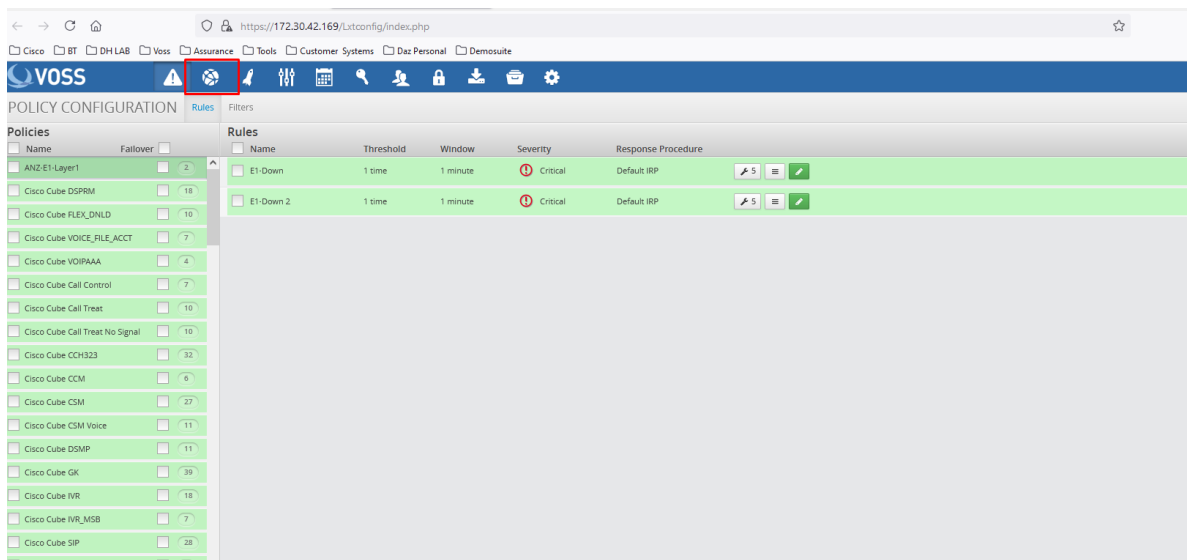 https://172.30.42.169/Lxtconfig/index.php
Cisco BT DH LAB Voss Assurance Tools Customer Systems Daz Personal Demosuite
VOSS
POLICY CONFIGURATION Rules Filters
Policies
Name Failover
ANZ-E1-Layer1 2
Cisco Cube DSPRM 18
Cisco Cube FLEX_DNLD 10
Cisco Cube VOICE_FILE_ACCT 7
Cisco Cube VOIPAAA 4
Cisco Cube Call Control 7
Cisco Cube Call Treat 10
Cisco Cube Call Treat No Signal 10
Cisco Cube CCH323 32
Cisco Cube CCM 6
Cisco Cube CSM 27
Cisco Cube CSM Voice 11
Cisco Cube DSMP 11
Cisco Cube GK 39
Cisco Cube IVR 18
Cisco Cube IVR_MSB 7
Cisco Cube SIP 28
Rules
Name Threshold Window Severity Response Procedure
E1-Down 1 time 1 minute Critical Default IRP 5
E1-Down 2 1 time 1 minute Critical Default IRP 5